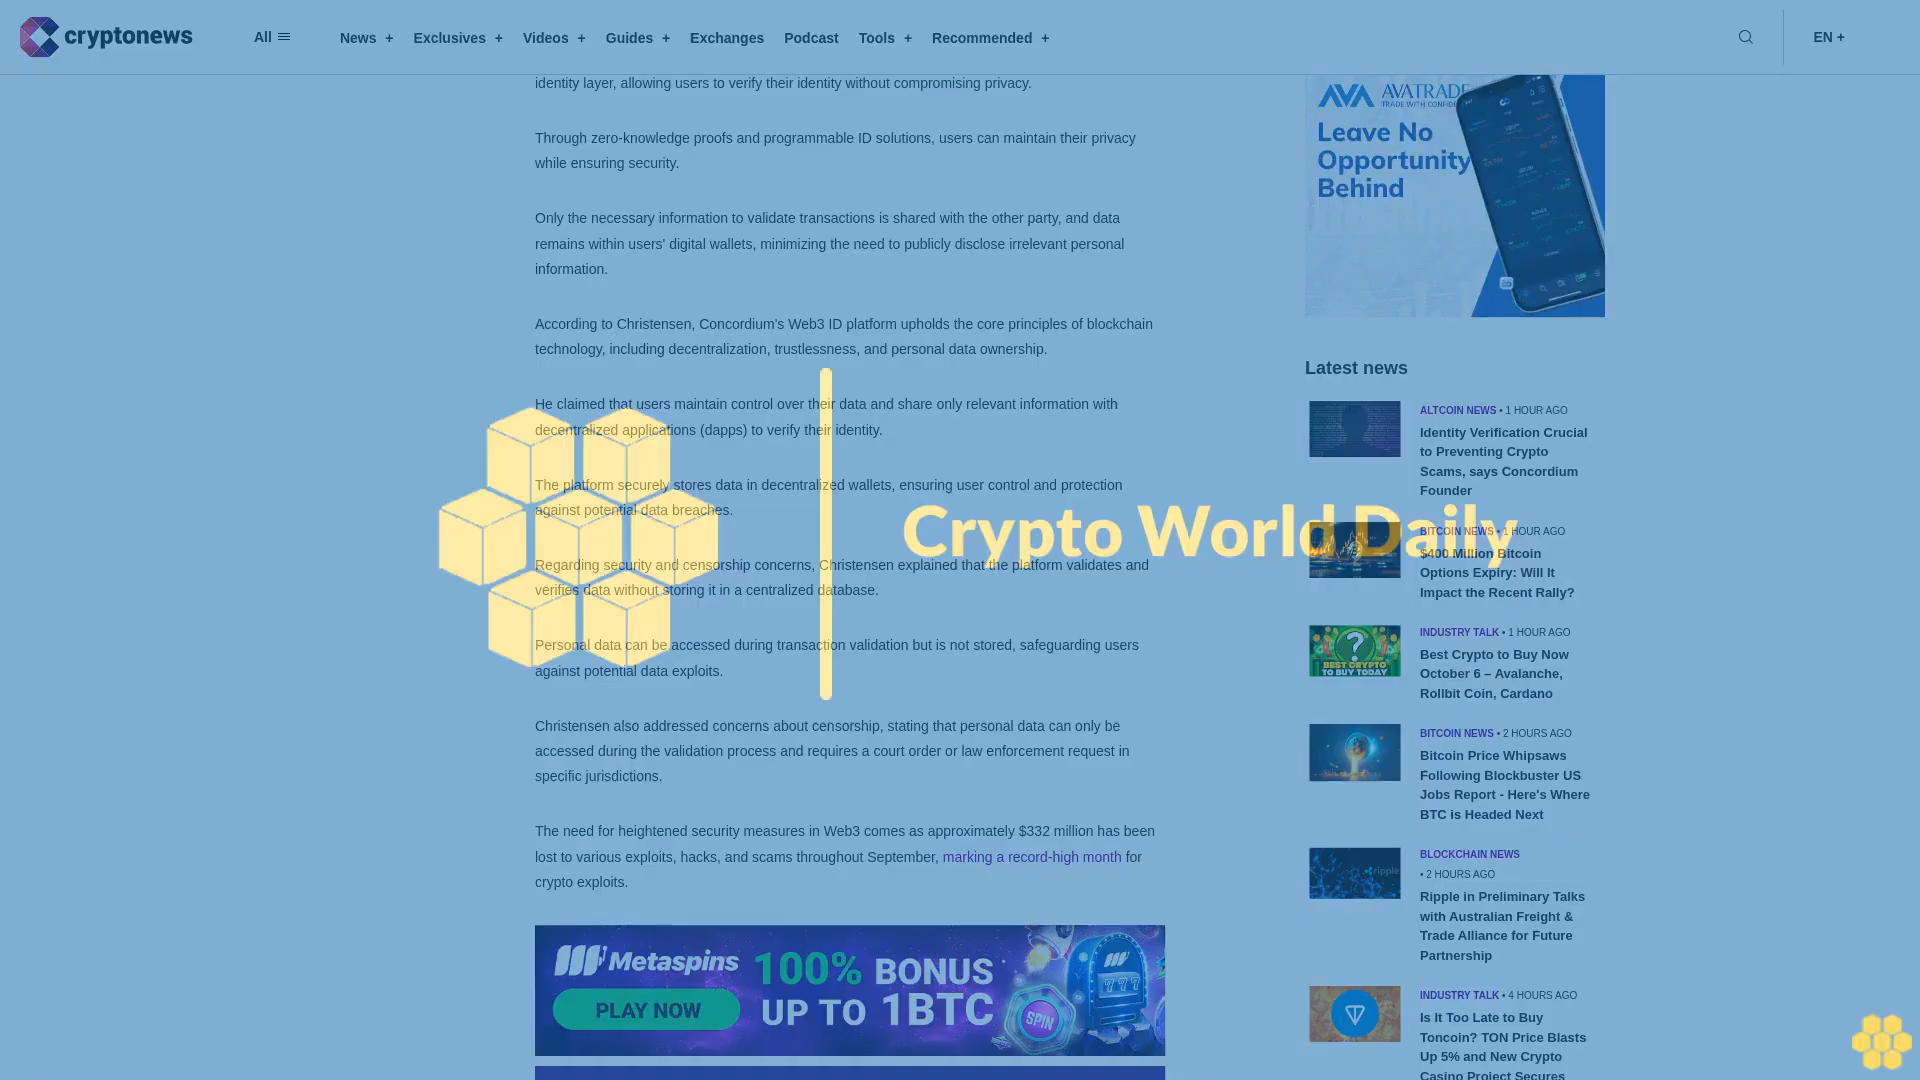 cryptonews
All
News +
Exclusives +
Videos +
Guides +
Exchanges
Podcast
Tools +
Recommended +
EN +
identity layer, allowing users to verify their identity without compromising privacy.
Through zero-knowledge proofs and programmable ID solutions, users can maintain their privacy
while ensuring security.
Only the necessary information to validate transactions is shared with the other party, and data
remains within users' digital wallets, minimizing the need to publicly disclose irrelevant personal
information.
According to Christensen, Concordium's Web3 ID platform upholds the core principles of blockchain
technology, including decentralization, trustlessness, and personal data ownership.
He claimed that users maintain control over their data and share only relevant information with
decentralized applications (dapps) to verify their identity.
The platform securely stores data in decentralized wallets, ensuring user control and protection
against potential data breaches.
Regarding security and censorship concerns, Christensen explained that the platform validates and
verifies data without storing it in a centralized database.
Personal data can be accessed during transaction validation but is not stored, safeguarding users
against potential data exploits.
Christensen also addressed concerns about censorship, stating that personal data can only be
accessed during the validation process and requires a court order or law enforcement request in
specific jurisdictions.
The need for heightened security measures in Web3 comes as approximately $332 million has been
lost to various exploits, hacks, and scams throughout September, marking a record-high month for
crypto exploits.
Metaspins
PLAY NOW
100% BONUS
UP TO 1BTC
777
SPIN
Crypto World Daily
AVATRADE
TRADE WITH CONFIDE
Leave No
Opportunity
Behind
Latest news
ALTCOIN NEWS • 1 HOUR AGO
Identity Verification Crucial
to Preventing Crypto
Scams, says Concordium
Founder
BITCOIN NEWS • 1 HOUR AGO
$400 Million Bitcoin
Options Expiry: Will It
Impact the Recent Rally?
BEST CRYPTO
TO BUY TODAY
INDUSTRY TALK • 1 HOUR AGO
Best Crypto to Buy Now
October 6 – Avalanche,
Rollbit Coin, Cardano
BITCOIN NEWS • 2 HOURS AGO
Bitcoin Price Whipsaws
Following Blockbuster US
Jobs Report - Here's Where
BTC is Headed Next
ripple
BLOCKCHAIN NEWS
• 2 HOURS AGO
Ripple in Preliminary Talks
with Australian Freight &
Trade Alliance for Future
Partnership
INDUSTRY TALK • 4 HOURS AGO
Is It Too Late to Buy
Toncoin? TON Price Blasts
Up 5% and New Crypto
Casino Project Secures